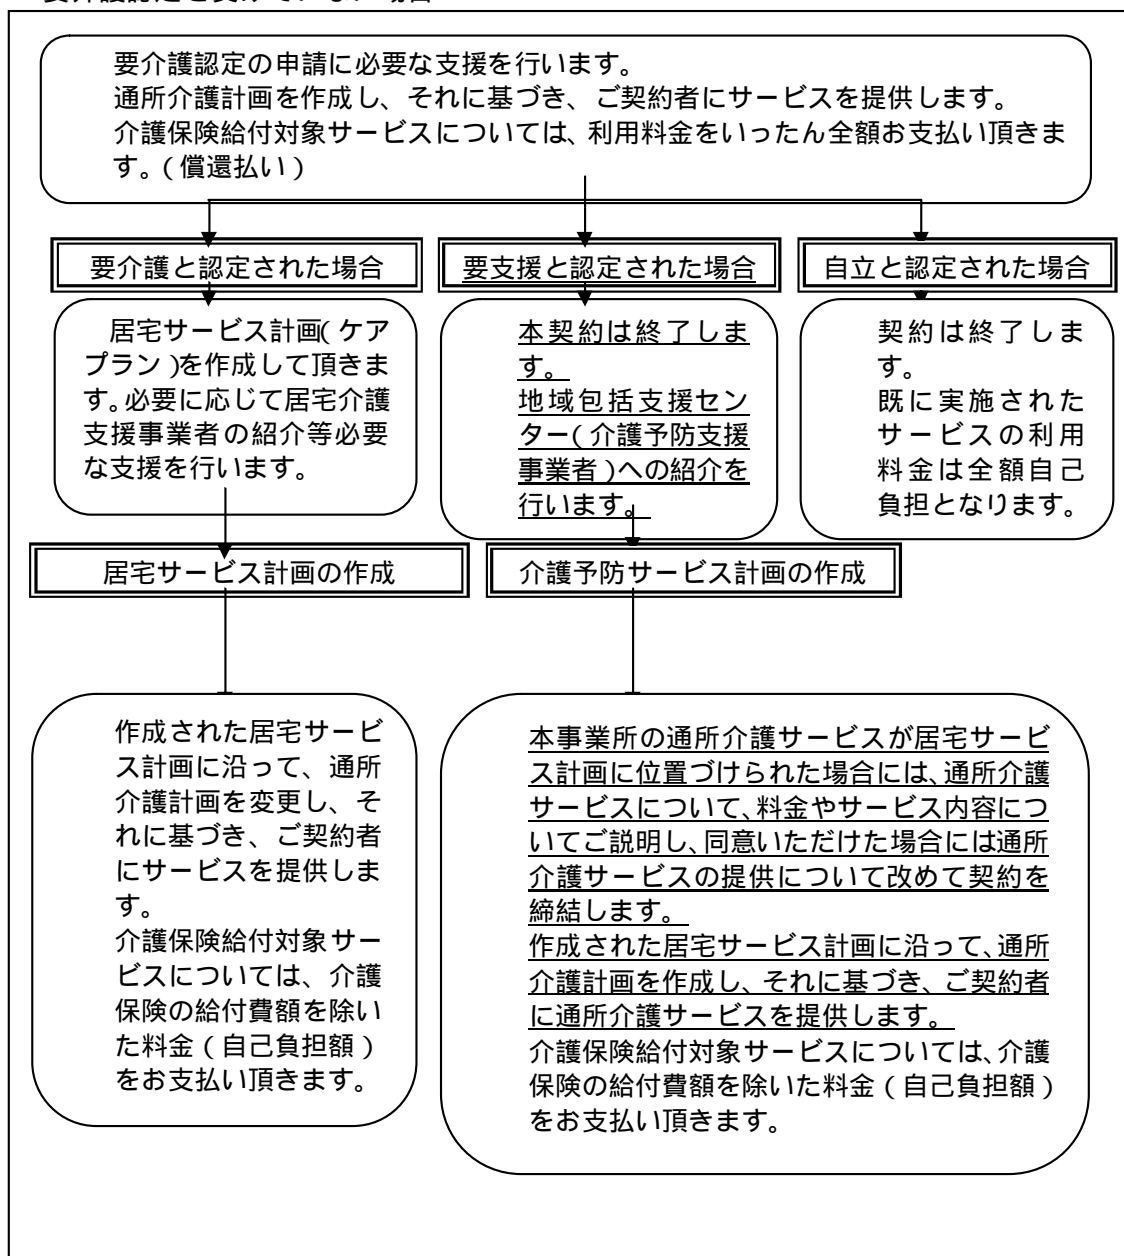 要介護認定の申請に必要な支援を行います。
通所介護計画を作成し、それに基づき、ご契約者にサービスを提供します。
介護保険給付対象サービスについては、利用料金をいったん全額お支払い頂きま
す。(償還払い)
要介護と認定された場合
要支援と認定された場合
自立と認定された場合
居宅サービス計画(ケア
プラン)を作成して頂きま
す。必要に応じて居宅介護
支援事業者の紹介等必要
な支援を行います。
本契約は終了しま
す。
地域包括支援セン
ター(介護予防支援
事業者)への紹介を
行います。
契約は終了しま
す。
既に実施された
サービスの利用
料金は全額自己
負担となります。
居宅サービス計画の作成
介護予防サービス計画の作成
作成された居宅サービ
ス計画に沿って、通所
介護計画を変更し、そ
れに基づき、ご契約者
にサービスを提供しま
す。
介護保険給付対象サー
ビスについては、介護
保険の給付費額を除い
た料金(自己負担額)
をお支払い頂きます。
本事業所の通所介護サービスが居宅サービ
ス計画に位置づけられた場合には、通所介護
サービスについて、料金やサービス内容につ
いてご説明し、同意いただけた場合には通所
介護サービスの提供について改めて契約を
締結します。
作成された居宅サービス計画に沿って、通所
介護計画を作成し、それに基づき、ご契約者
に通所介護サービスを提供します。
介護保険給付対象サービスについては、介護
保険の給付費額を除いた料金(自己負担額)
をお支払い頂きます。